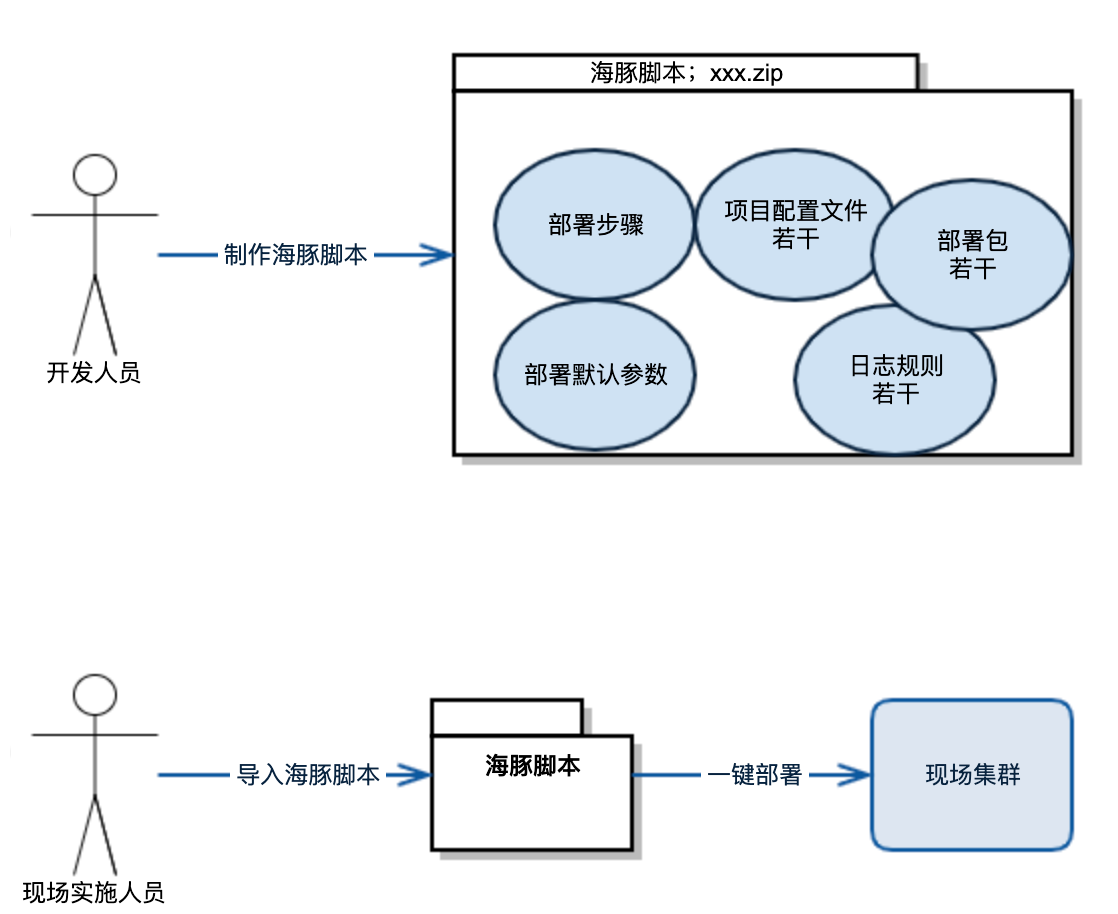 海豚脚本；xxx.zip
部署步骤
项目配置文件
若干
部署包
若干
制作海豚脚本
开发人员
部署默认参数
日志规则
若干
导入海豚脚本
海豚脚本
一键部署
现场集群
现场实施人员